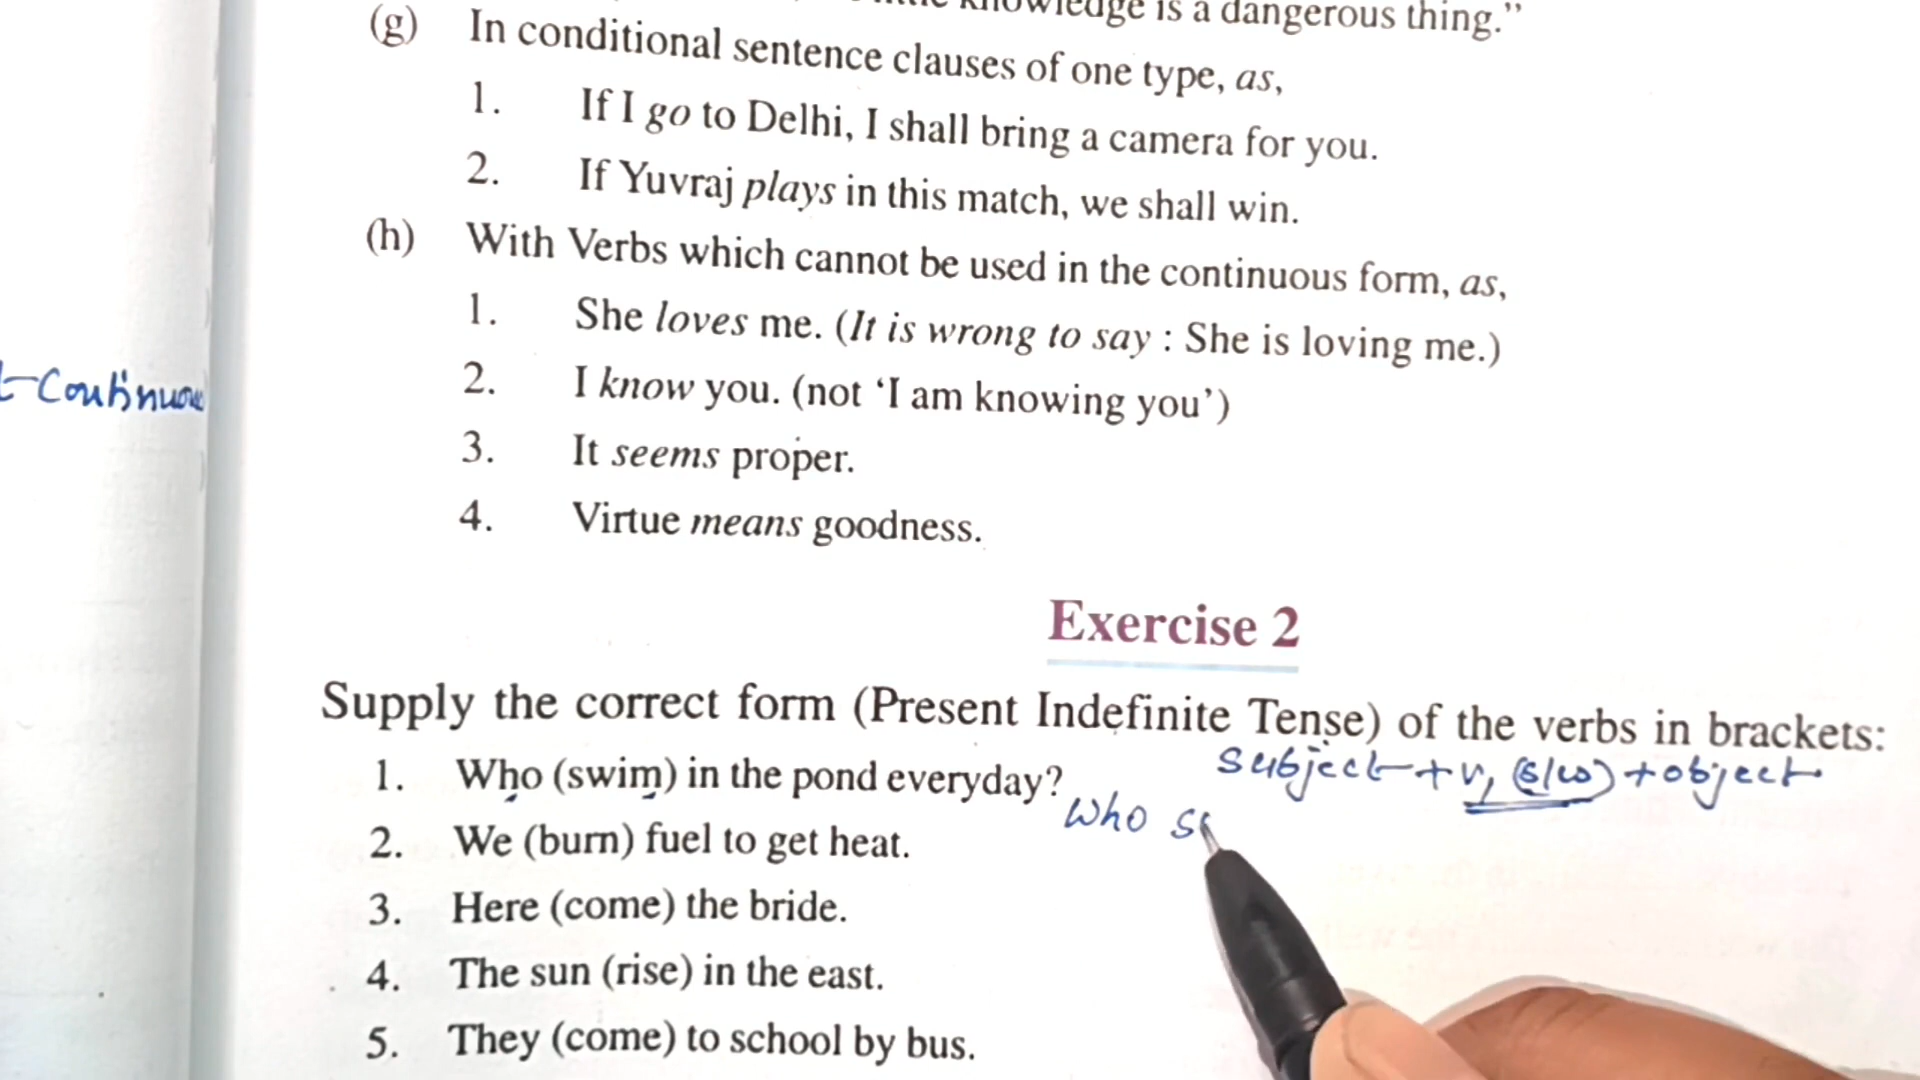 knowledge is a dangerous thing.”
(g) In conditional sentence clauses of one type, as,
1. If I go to Delhi, I shall bring a camera for you.
2. If Yuvraj plays in this match, we shall win.
(h) With Verbs which cannot be used in the continuous form, as,
1. She loves me. (It is wrong to say : She is loving me.)
2. I know you. (not ‘I am knowing you’)
3. It seems proper.
4. Virtue means goodness.
Exercise 2
Supply the correct form (Present Indefinite Tense) of the verbs in brackets:
1. Who (swim) in the pond everyday?
subject + v, (s/es) + object
Who s
2. We (burn) fuel to get heat.
3. Here (come) the bride.
4. The sun (rise) in the east.
5. They (come) to school by bus.